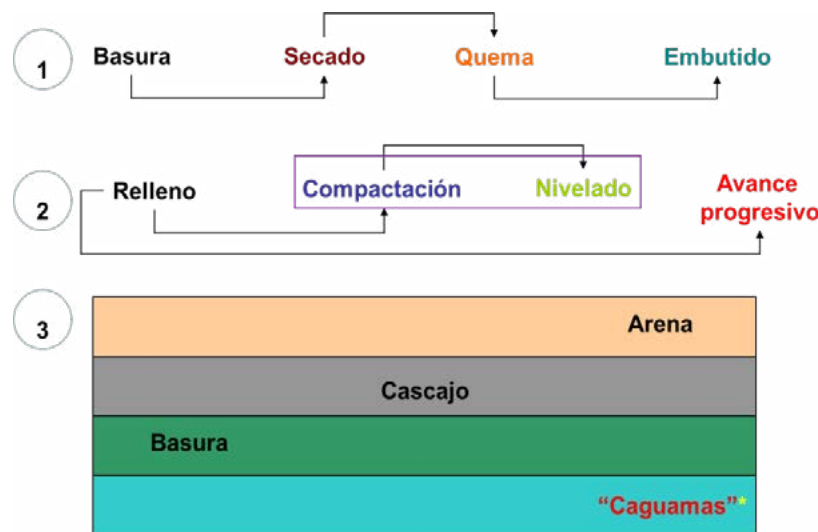 1
Basura
Secado
Quema
Embutido
2
Relleno
Compactación
Nivelado
Avance
progresivo
3
Arena
Cascajo
Basura
“Caguamas”*